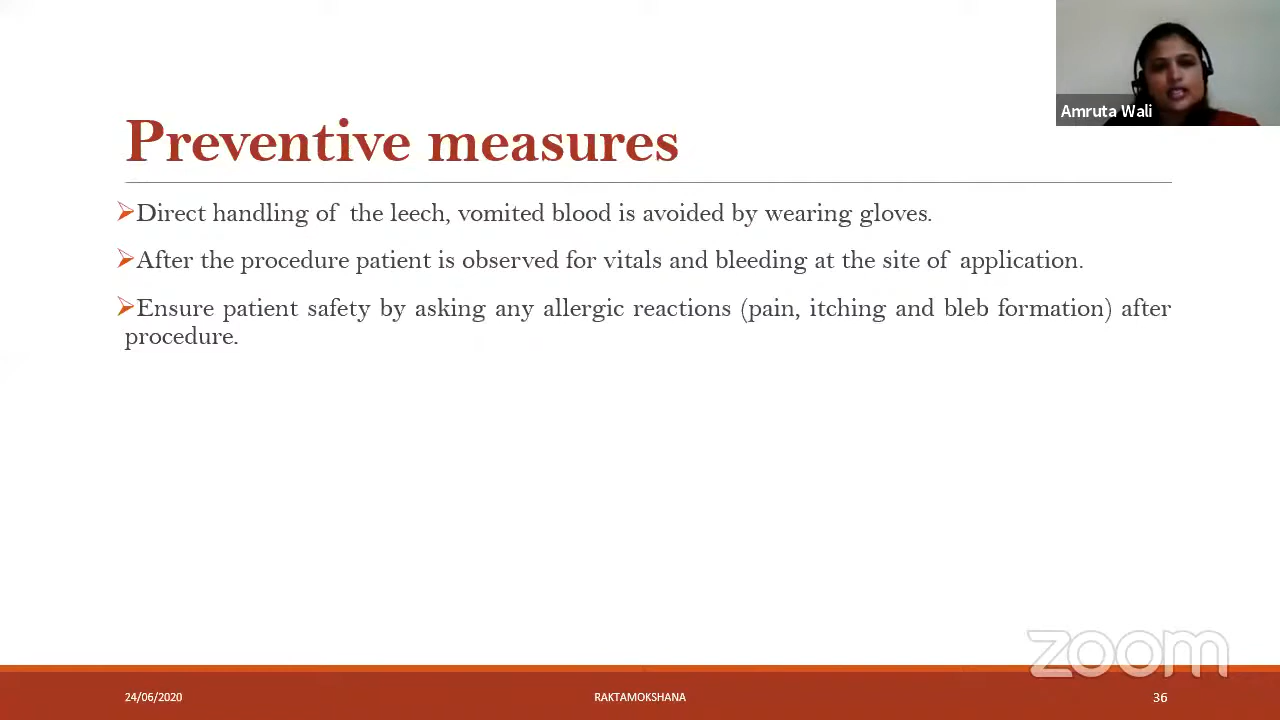 Amruta Wali
Preventive measures
➢Direct handling of the leech, vomited blood is avoided by wearing gloves.
➢After the procedure patient is observed for vitals and bleeding at the site of application.
➢Ensure patient safety by asking any allergic reactions (pain, itching and bleb formation) after
procedure.
zoom
24/06/2020
RAKTAMOKSHANA
36